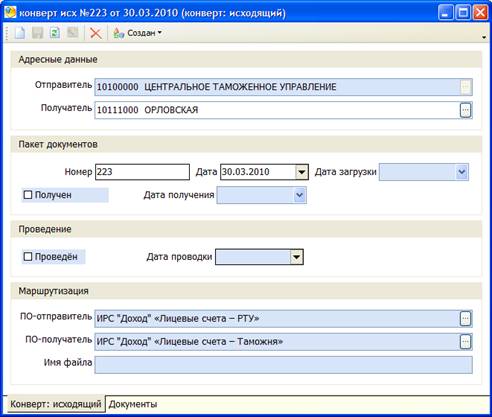 конверт исх №223 от 30.03.2010 (конверт: исходящий)
Создан
Адресные данные
Отправитель 10100000 ЦЕНТРАЛЬНОЕ ТАМОЖЕННОЕ УПРАВЛЕНИЕ
Получатель 10111000 ОРЛОВСКАЯ
Пакет документов
Номер 223 Дата 30.03.2010 Дата загрузки
Получен Дата получения
Проведение
Проведён Дата проводки
Маршрутизация
ПО-отправитель ИРС "Доход" «Лицевые счета – РТУ»
ПО-получатель ИРС "Доход" «Лицевые счета – Таможня»
Имя файла
Конверт: исходящий Документы